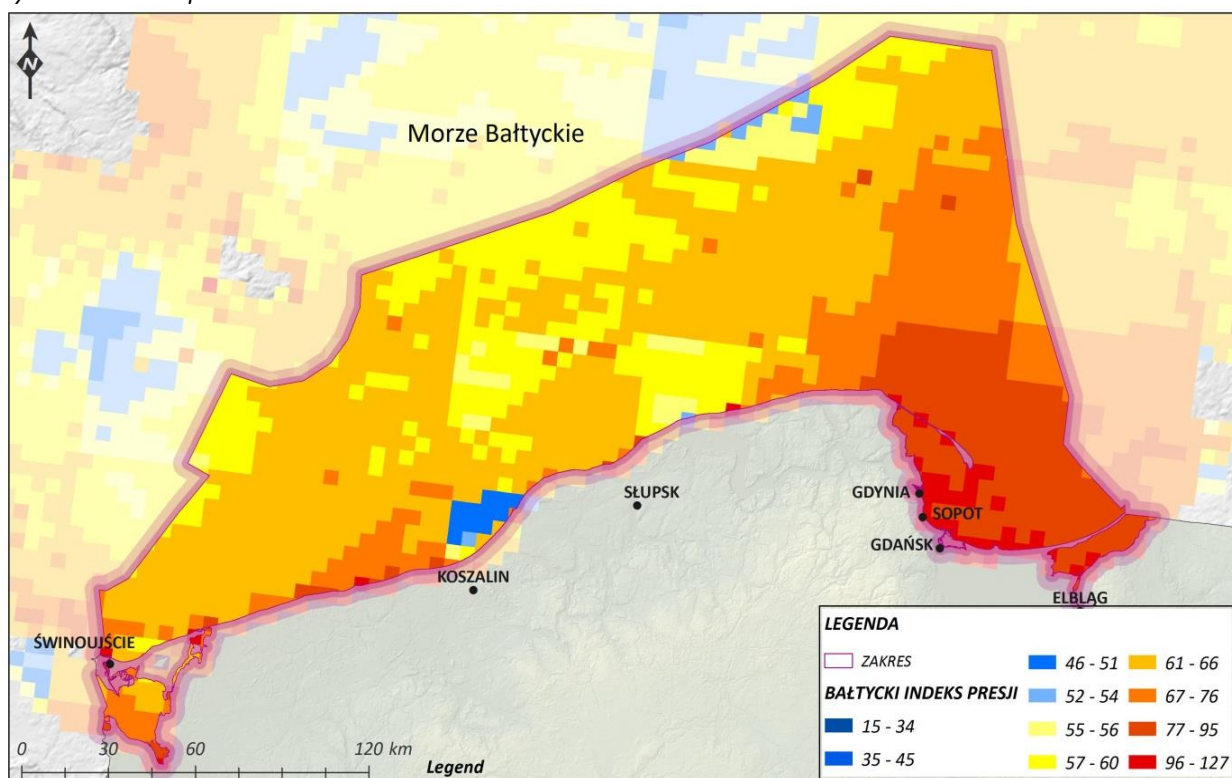 N
Morze Bałtyckie
SŁUPSK
GDYNIA
SOPOT
GDAŃSK
KOSZALIN
ELBLĄG
ŚWINOUJŚCIE
0 30 60 120 km
Legend
LEGENDA
ZAKRES
BAŁTYCKI INDEKS PRESJI
15 - 34
35 - 45
46 - 51
52 - 54
55 - 56
57 - 60
61 - 66
67 - 76
77 - 95
96 - 127